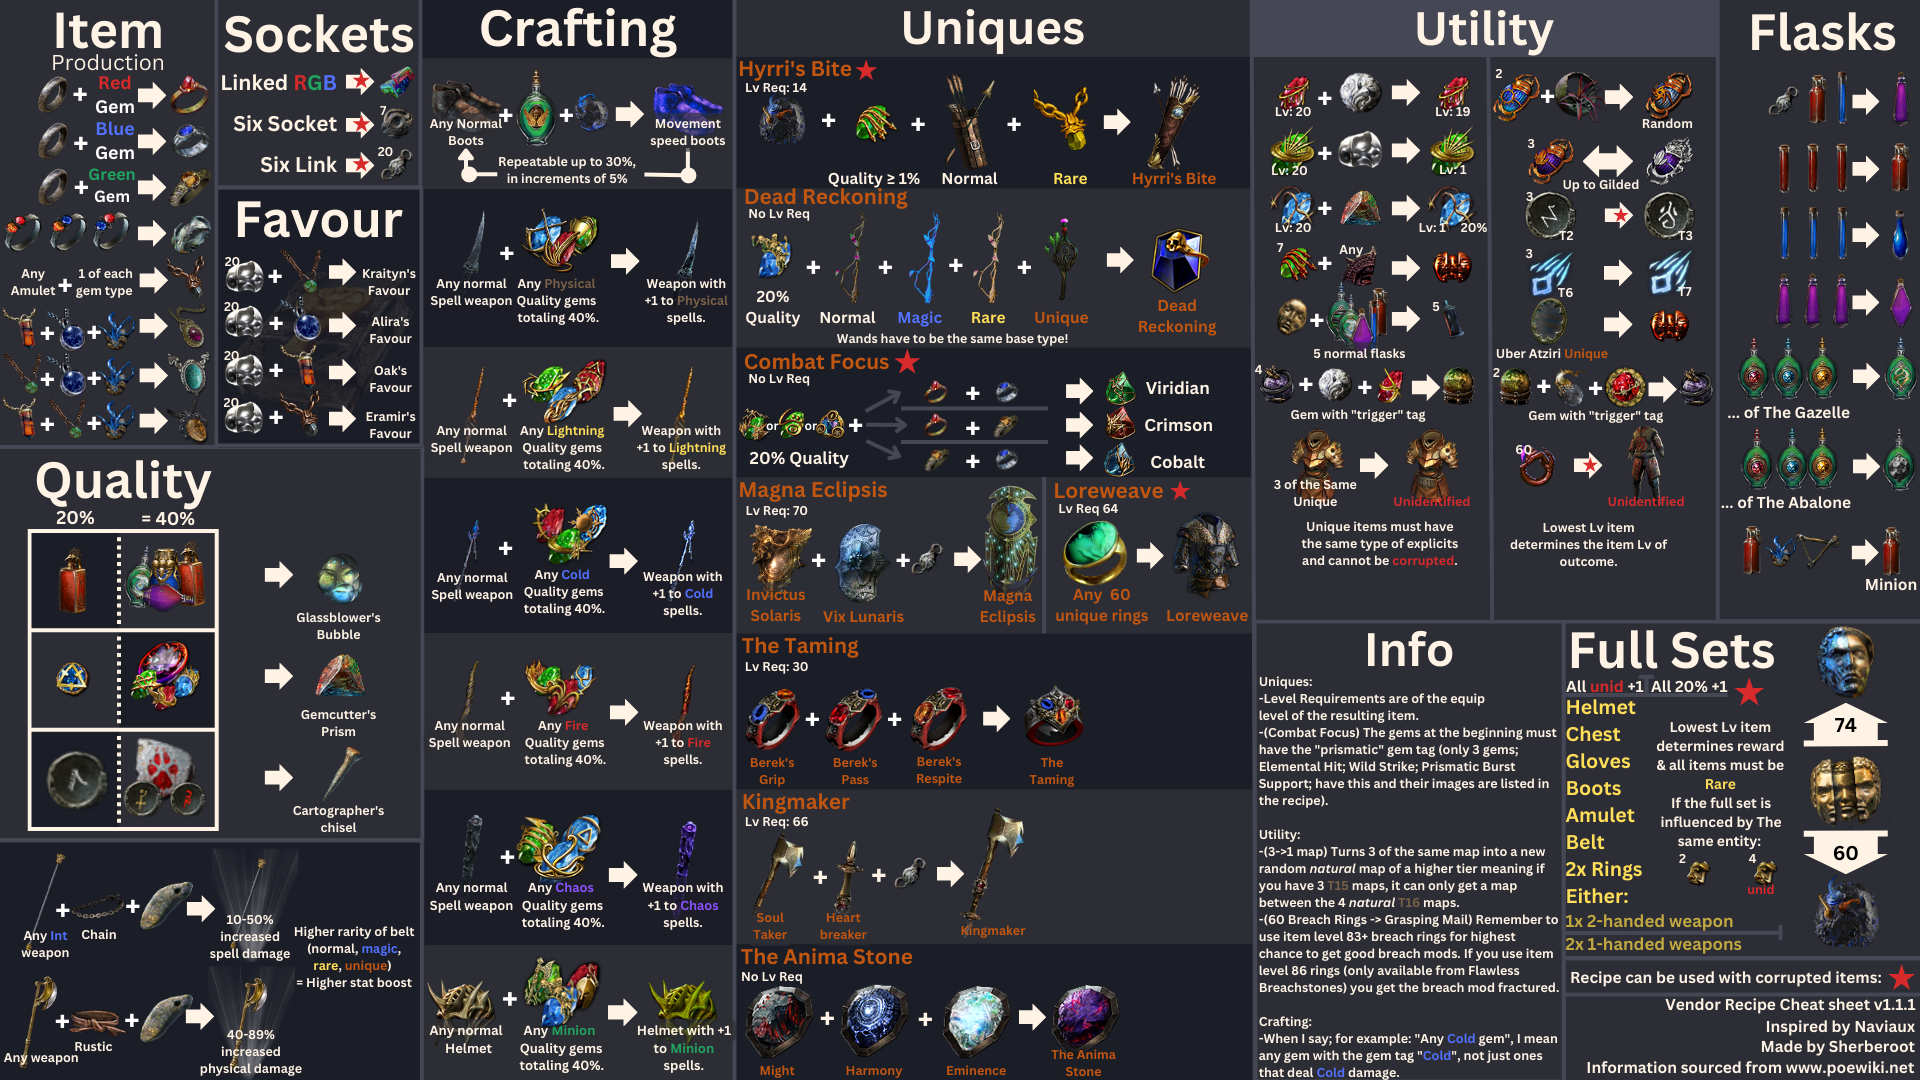 Item
Production
Red
Gem
Blue
Gem
Green
Gem
Any
Amulet
1 of each
gem type
Sockets
Linked RGB
Six Socket
7
Six Link
20
Favour
20
Kraityn's
Favour
20
Alira's
Favour
20
Oak's
Favour
20
Eramir's
Favour
Quality
20%
= 40%
Glassblower's
Bubble
Gemcutter's
Prism
Cartographer's
chisel
Any Int
weapon
Chain
10-50%
increased
spell damage
Any weapon
Rustic
40-89%
increased
physical damage
Higher rarity of belt
(normal, magic,
rare, unique)
= Higher stat boost
Crafting
Any Normal
Boots
Movement
speed boots
Repeatable up to 30%,
in increments of 5%
Any normal
Spell weapon
Any Physical
Quality gems
totaling 40%.
Weapon with
+1 to Physical
spells.
Any normal
Spell weapon
Any Lightning
Quality gems
totaling 40%.
Weapon with
+1 to Lightning
spells.
Any normal
Spell weapon
Any Cold
Quality gems
totaling 40%.
Weapon with
+1 to Cold
spells.
Any normal
Spell weapon
Any Fire
Quality gems
totaling 40%.
Weapon with
+1 to Fire
spells.
Any normal
Spell weapon
Any Chaos
Quality gems
totaling 40%.
Weapon with
+1 to Chaos
spells.
Any normal
Helmet
Any Minion
Quality gems
totaling 40%.
Helmet with +1
to Minion
spells.
Uniques
Hyrri's Bite
Lv Req: 14
Quality ≥ 1%
Normal
Rare
Hyrri's Bite
Dead Reckoning
No Lv Req
20%
Quality
Normal
Magic
Rare
Unique
Dead
Reckoning
Wands have to be the same base type!
Combat Focus
No Lv Req
or
or
20% Quality
Viridian
Crimson
Cobalt
Magna Eclipsis
Lv Req: 70
Invictus
Solaris
Vix Lunaris
Magna
Eclipsis
Loreweave
Lv Req 64
Any 60
unique rings
Loreweave
The Taming
Lv Req: 30
Berek's
Grip
Berek's
Pass
Berek's
Respite
The
Taming
Kingmaker
Lv Req: 66
Soul
Taker
Heart
breaker
Kingmaker
The Anima Stone
No Lv Req
Might
Harmony
Eminence
The Anima
Stone
Utility
Lv: 20
Lv: 19
Lv: 20
Lv: 1
Lv: 20
Lv: 1 20%
7
Any
5
5 normal flasks
4
Gem with "trigger" tag
3 of the Same
Unique
Unidentified
Unique items must have
the same type of explicits
and cannot be corrupted.
2
Random
3
Up to Gilded
3
T2
T3
3
T6
T7
Uber Atziri Unique
2
Gem with "trigger" tag
60
Unidentified
Lowest Lv item
determines the item Lv of
outcome.
Flasks
... of The Gazelle
... of The Abalone
Minion
Info
Uniques:
-Level Requirements are of the equip
level of the resulting item.
-(Combat Focus) The gems at the beginning must
have the "prismatic" gem tag (only 3 gems;
Elemental Hit; Wild Strike; Prismatic Burst
Support; have this and their images are listed in
the recipe).
Utility:
-(3->1 map) Turns 3 of the same map into a new
random natural map of a higher tier meaning if
you have 3 T15 maps, it can only get a map
between the 4 natural T16 maps.
-(60 Breach Rings -> Grasping Mail) Remember to
use item level 83+ breach rings for highest
chance to get good breach mods. If you use item
level 86 rings (only available from Flawless
Breachstones) you get the breach mod fractured.
Crafting:
-When I say; for example: "Any Cold gem", I mean
any gem with the gem tag "Cold", not just ones
that deal Cold damage.
Full Sets
All unid +1
All 20% +1
Helmet
Chest
Gloves
Boots
Amulet
Belt
2x Rings
Either:
1x 2-handed weapon
2x 1-handed weapons
Lowest Lv item
determines reward
& all items must be
Rare
If the full set is
influenced by The
same entity:
2
4
unid
74
60
Recipe can be used with corrupted items:
Vendor Recipe Cheat sheet v1.1.1
Inspired by Naviaux
Made by Sherberoot
Information sourced from www.poewiki.net